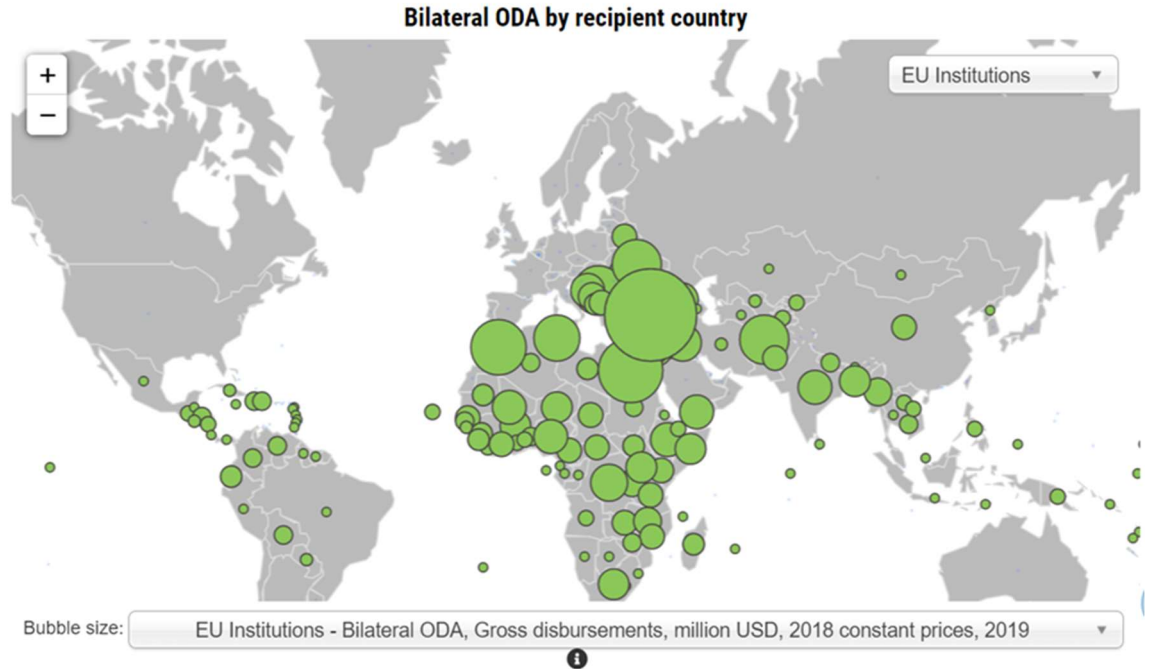 Bilateral ODA by recipient country
+
EU Institutions
−
Bubble size: EU Institutions - Bilateral ODA, Gross disbursements, million USD, 2018 constant prices, 2019
i